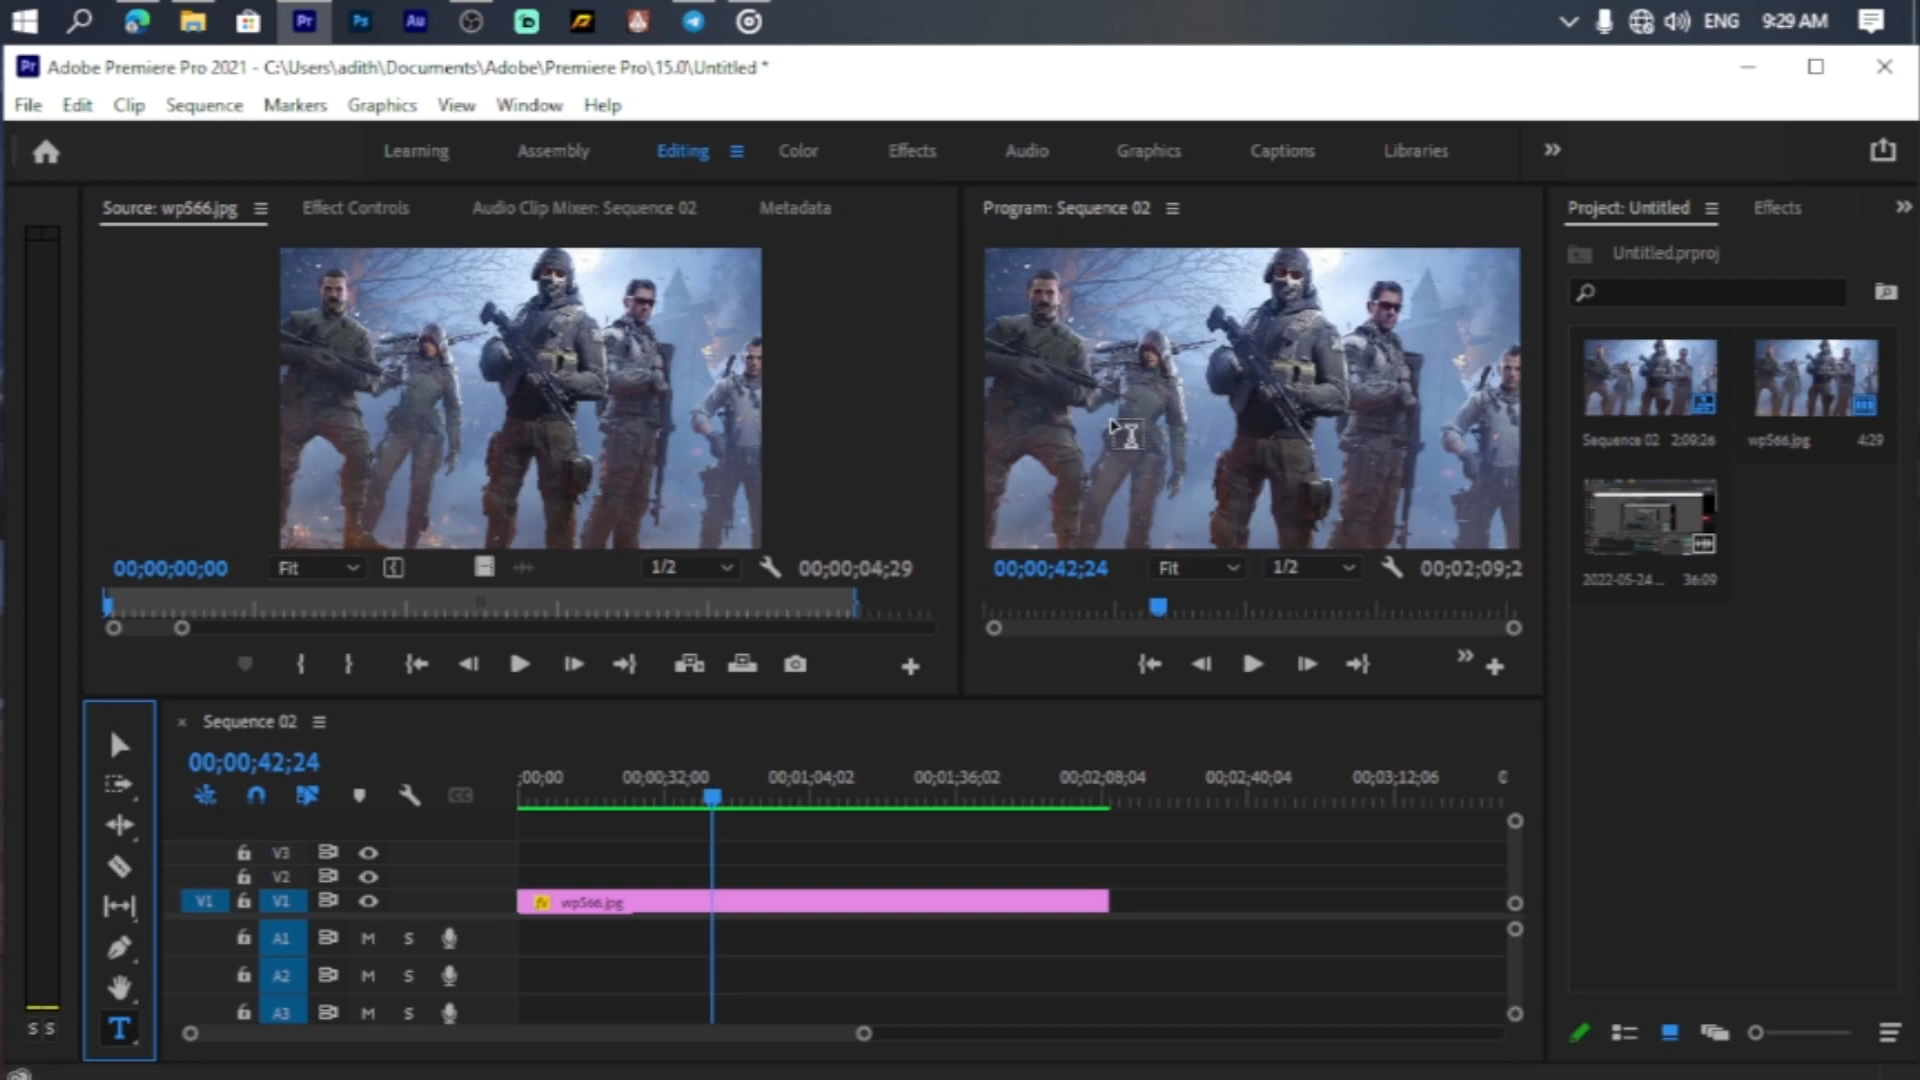 Pr Ps Au ENG 9:29 AM
Pr Adobe Premiere Pro 2021 - C:\Users\adith\Documents\Adobe\Premiere Pro\15.0\Untitled *
File Edit Clip Sequence Markers Graphics View Window Help
Learning Assembly Editing Color Effects Audio Graphics Captions Libraries
Source: wp566.jpg Effect Controls Audio Clip Mixer: Sequence 02 Metadata
Program: Sequence 02
Project: Untitled Effects
Untitled.prproj
Sequence 02 2:09:26 wp566.jpg 4:29
2022-05-24... 36:09
00;00;00;00 Fit 1/2 00;00;04;29
00;00;42;24 Fit 1/2 00;02;09;2
Sequence 02
00;00;42;24
;00;00 00;00;32;00 00;01;04;02 00;01;36;02 00;02;08;04 00;02;40;04 00;03;12;06 0
V3
V2
V1 V1 fx wp566.jpg
A1 M S
A2 M S
A3 M S
S S
T